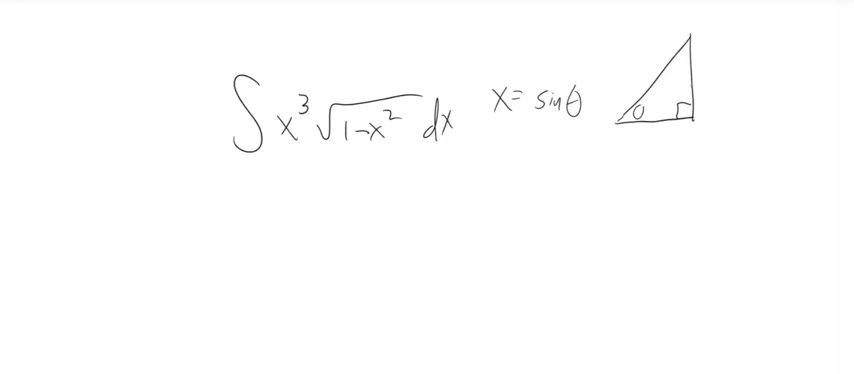 ∫ x³ √(1-x²) dx x = sinθ θ